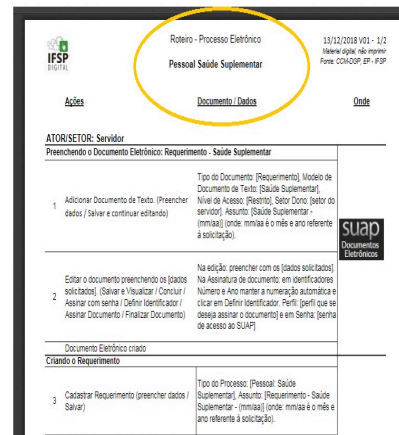 IFSP
DIGITAL
Roteiro - Processo Eletrônico
Pessoal Saúde Suplementar
13/12/2018 V01 - 1/2
Material digital, não imprimir
Fonte: CCM-DGP, EP - IFSP
Ações
Documento / Dados
Onde
ATOR/SETOR: Servidor
Preenchendo o Documento Eletrônico: Requerimento - Saúde Suplementar
1
Adicionar Documento de Texto. (Preencher
dados / Salvar e continuar editando)
Tipo do Documento: [Requerimento], Modelo de
Documento de Texto: [Saúde Suplementar],
Nível de Acesso: [Restrito], Setor Dono: [setor do
servidor]. Assunto: [Saúde Suplementar -
(mm/aa)] (onde: mm/aa é o mês e ano referente
à solicitação).
suap
Documentos
Eletrônicos
2
Editar o documento preenchendo os [dados
solicitados]. (Salvar e Visualizar / Concluir /
Assinar com senha / Definir Identificador /
Assinar Documento / Finalizar Documento)
Na edição: preencher com os [dados solicitados].
Na Assinatura de documento: em identificadores
Número e Ano manter a numeração automática e
clicar em Definir Identificador. Perfil: [perfil que se
deseja assinar o documento] e em Senha: [senha
de acesso ao SUAP]
Documento Eletrônico criado
Criando o Requerimento
3
Cadastrar Requerimento (preencher dados /
Salvar)
Tipo do Processo: [Pessoal: Saúde
Suplementar], Assunto: [Requerimento - Saúde
Suplementar - (mm/aa)] (onde: mm/aa é o mês e
ano referente à solicitação).